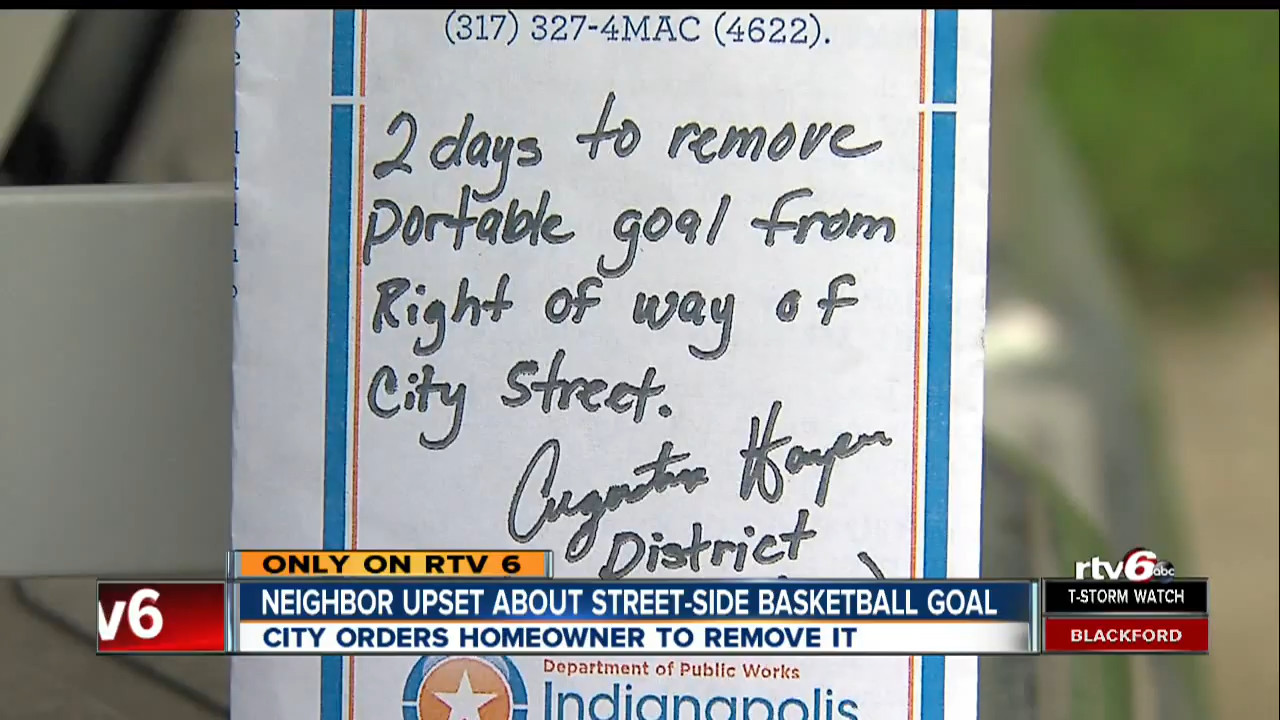 (317) 327-4MAC (4622).
2 days to remove
portable goal from
Right of way of
City Street.
District
ONLY ON RTV 6
v6
NEIGHBOR UPSET ABOUT STREET-SIDE BASKETBALL GOAL
CITY ORDERS HOMEOWNER TO REMOVE IT
rtv6 abc
T-STORM WATCH
BLACKFORD
Department of Public Works
Indianapolis